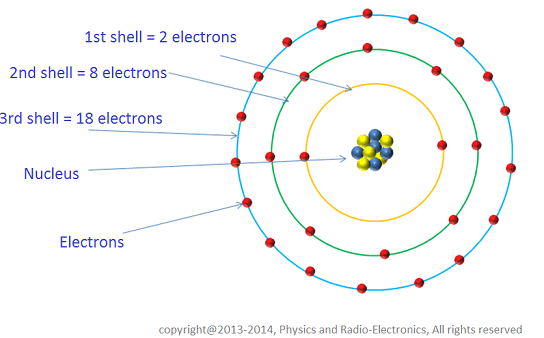 1st shell = 2 electrons
2nd shell = 8 electrons
3rd shell = 18 electrons
Nucleus
Electrons
copyright@2013-2014, Physics and Radio-Electronics, All rights reserved